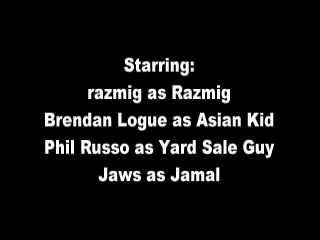 Starring:
razmig as Razmig
Brendan Logue as Asian Kid
Phil Russo as Yard Sale Guy
Jaws as Jamal